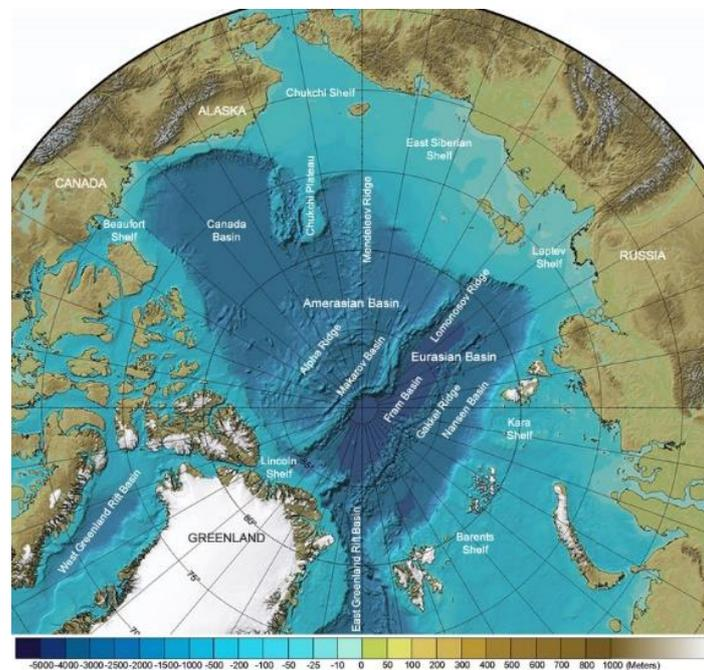 Chukchi Shelf
ALASKA
East Siberian
Shelf
CANADA
Chukchi Plateau
Mendeleev Ridge
Beaufort
Shelf
Canada
Basin
Laptev
Shelf
RUSSIA
Lomonosov Ridge
Amerasian Basin
Alpha Ridge
Makarov Basin
Eurasian Basin
Fram Basin
Gakkel Ridge
Nansen Basin
Kara
Shelf
Lincoln
Shelf
West Greenland Rift Basin
80°
GREENLAND
East Greenland Rift Basin
Barents
Shelf
75°
-5000 -4000 -3000 -2500 -2000 -1500 -1000 -500 -200 -100 -50 -25 -10 0 50 100 200 300 400 500 600 700 800 1000 (Meters)